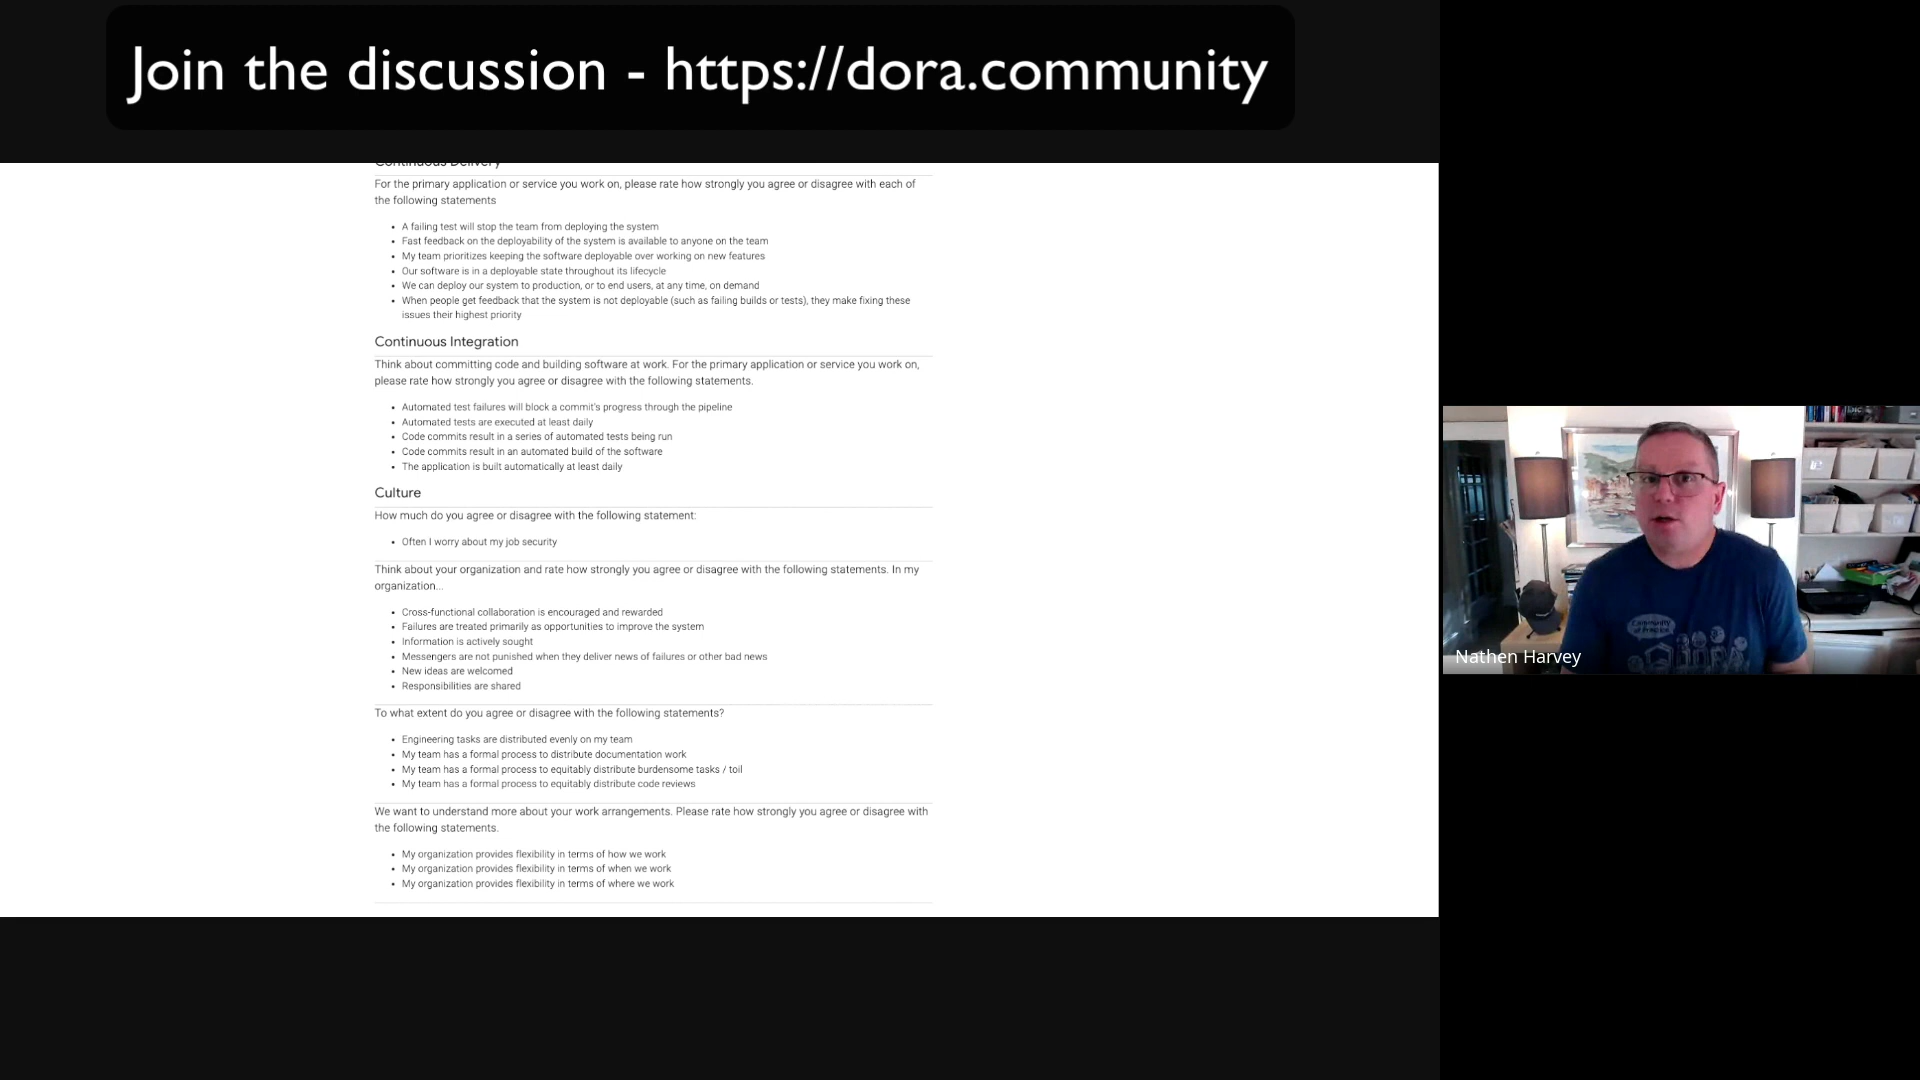 Join the discussion - https://dora.community
Continuous Delivery
For the primary application or service you work on, please rate how strongly you agree or disagree with each of
the following statements
• A failing test will stop the team from deploying the system
• Fast feedback on the deployability of the system is available to anyone on the team
• My team prioritizes keeping the software deployable over working on new features
• Our software is in a deployable state throughout its lifecycle
• We can deploy our system to production, or to end users, at any time, on demand
• When people get feedback that the system is not deployable (such as failing builds or tests), they make fixing these
issues their highest priority
Continuous Integration
Think about committing code and building software at work. For the primary application or service you work on,
please rate how strongly you agree or disagree with the following statements.
• Automated test failures will block a commit's progress through the pipeline
• Automated tests are executed at least daily
• Code commits result in a series of automated tests being run
• Code commits result in an automated build of the software
• The application is built automatically at least daily
Culture
How much do you agree or disagree with the following statement:
• Often I worry about my job security
Think about your organization and rate how strongly you agree or disagree with the following statements. In my
organization...
• Cross-functional collaboration is encouraged and rewarded
• Failures are treated primarily as opportunities to improve the system
• Information is actively sought
• Messengers are not punished when they deliver news of failures or other bad news
• New ideas are welcomed
• Responsibilities are shared
To what extent do you agree or disagree with the following statements?
• Engineering tasks are distributed evenly on my team
• My team has a formal process to distribute documentation work
• My team has a formal process to equitably distribute burdensome tasks / toil
• My team has a formal process to equitably distribute code reviews
We want to understand more about your work arrangements. Please rate how strongly you agree or disagree with
the following statements.
• My organization provides flexibility in terms of how we work
• My organization provides flexibility in terms of when we work
• My organization provides flexibility in terms of where we work
Community
Nathen Harvey